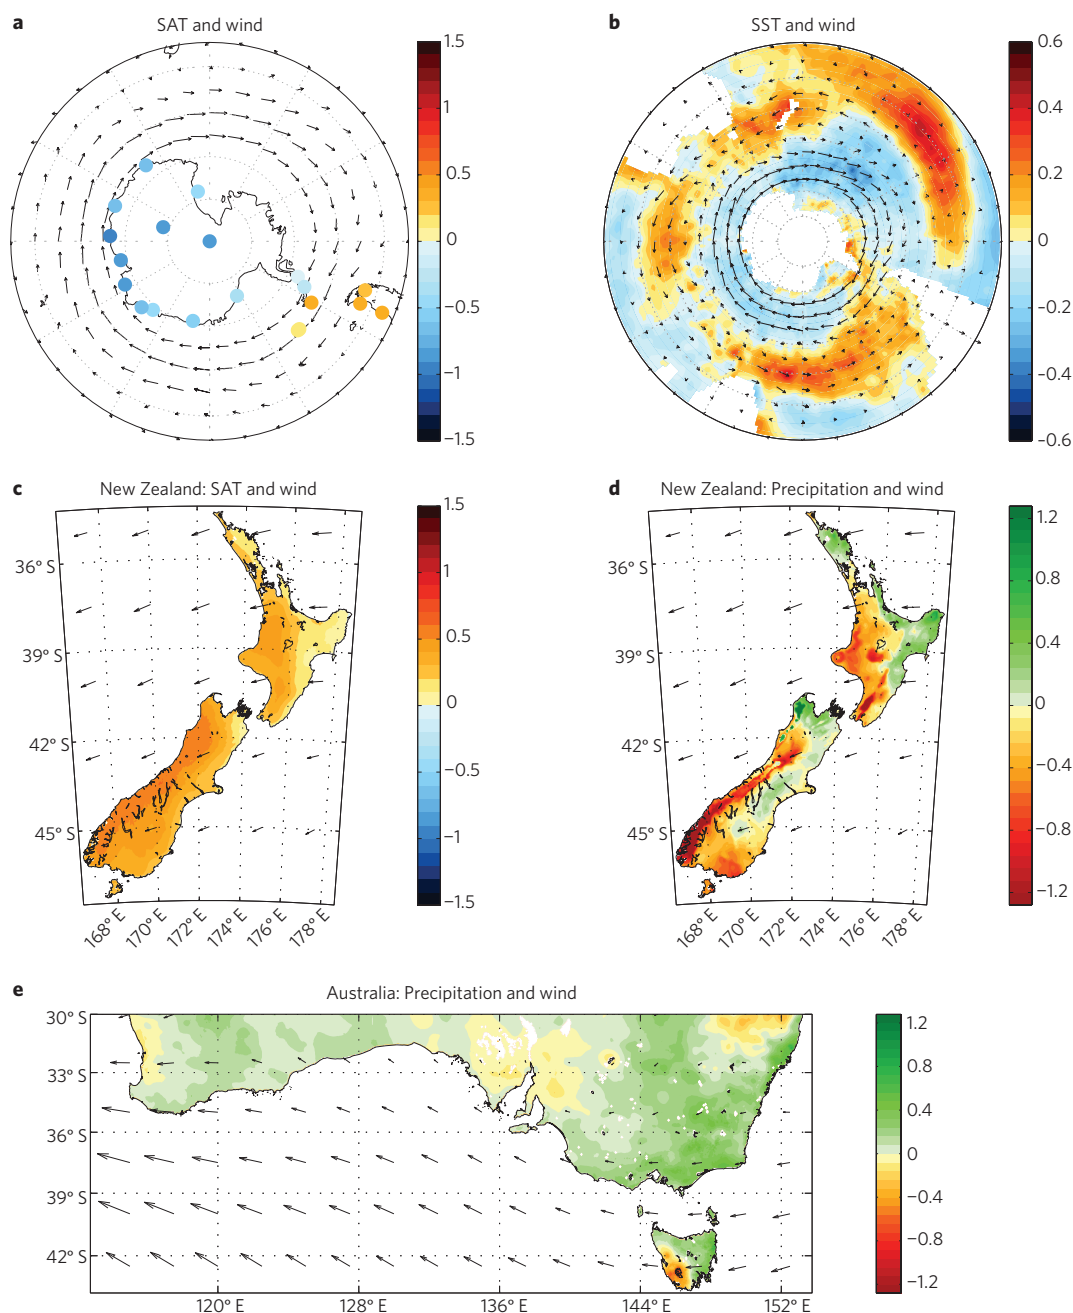 a
SAT and wind
1.5
1
0.5
0
−0.5
−1
−1.5
b
SST and wind
0.6
0.4
0.2
0
−0.2
−0.4
−0.6
c
New Zealand: SAT and wind
36° S
39° S
42° S
45° S
168° E
170° E
172° E
174° E
176° E
178° E
1.5
1
0.5
0
−0.5
−1
−1.5
d
New Zealand: Precipitation and wind
36° S
39° S
42° S
45° S
168° E
170° E
172° E
174° E
176° E
178° E
1.2
0.8
0.4
0
−0.4
−0.8
−1.2
e
Australia: Precipitation and wind
30° S
33° S
36° S
39° S
42° S
120° E
128° E
136° E
144° E
152° E
1.2
0.8
0.4
0
−0.4
−0.8
−1.2